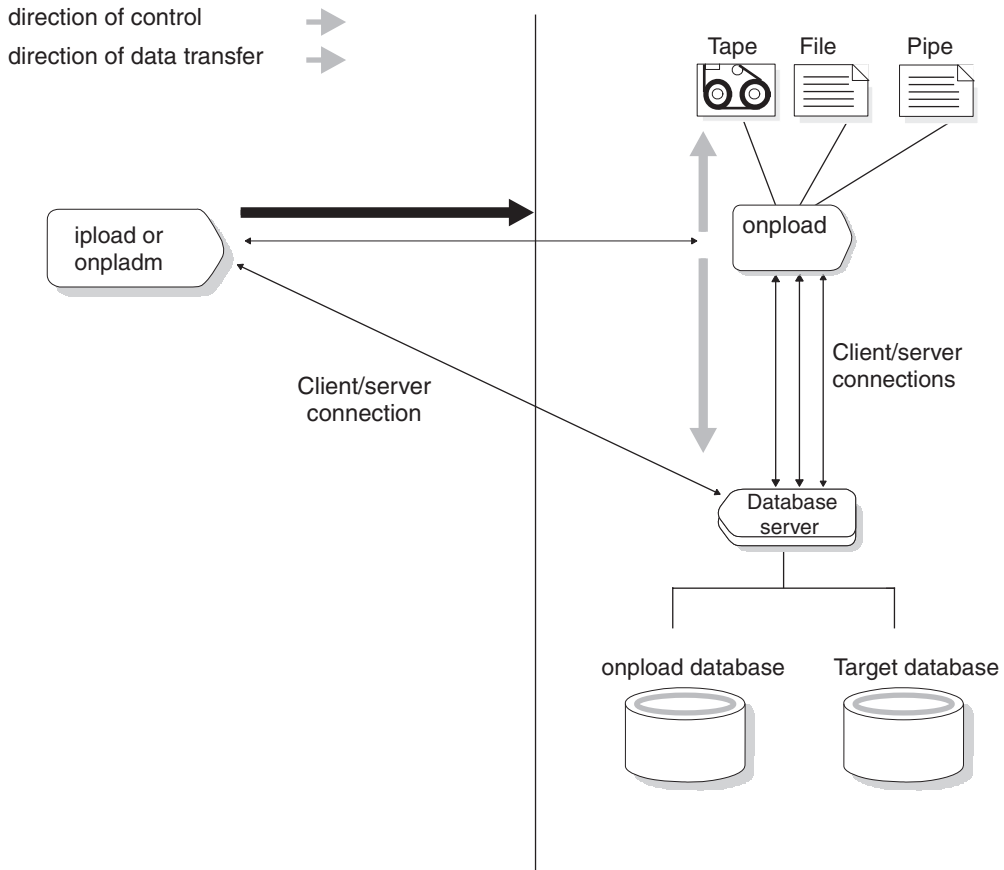 direction of control
direction of data transfer
Tape
File
Pipe
ipload or
onpladm
onpload
Client/server
connections
Client/server
connection
Database
server
onpload database
Target database